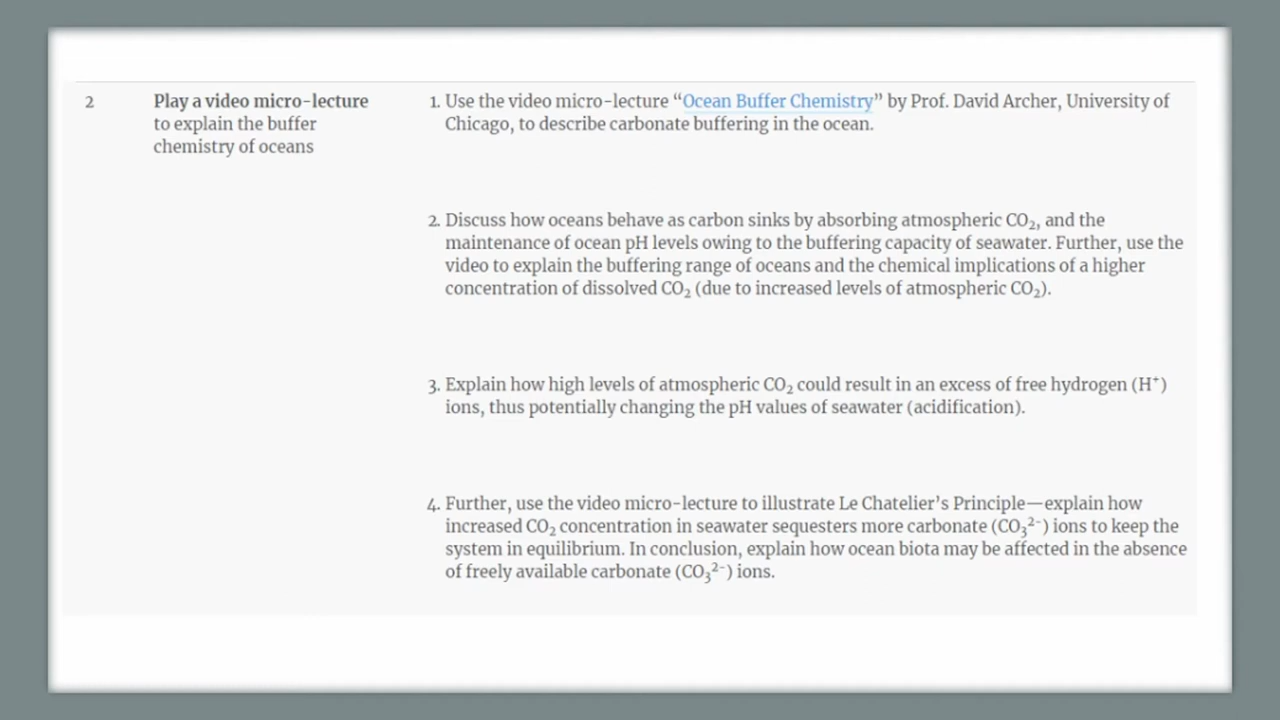 2
Play a video micro-lecture
to explain the buffer
chemistry of oceans
1. Use the video micro-lecture “Ocean Buffer Chemistry” by Prof. David Archer, University of
Chicago, to describe carbonate buffering in the ocean.
2. Discuss how oceans behave as carbon sinks by absorbing atmospheric CO₂, and the
maintenance of ocean pH levels owing to the buffering capacity of seawater. Further, use the
video to explain the buffering range of oceans and the chemical implications of a higher
concentration of dissolved CO₂ (due to increased levels of atmospheric CO₂).
3. Explain how high levels of atmospheric CO₂ could result in an excess of free hydrogen (H⁺)
ions, thus potentially changing the pH values of seawater (acidification).
4. Further, use the video micro-lecture to illustrate Le Chatelier’s Principle—explain how
increased CO₂ concentration in seawater sequesters more carbonate (CO₃²⁻) ions to keep the
system in equilibrium. In conclusion, explain how ocean biota may be affected in the absence
of freely available carbonate (CO₃²⁻) ions.